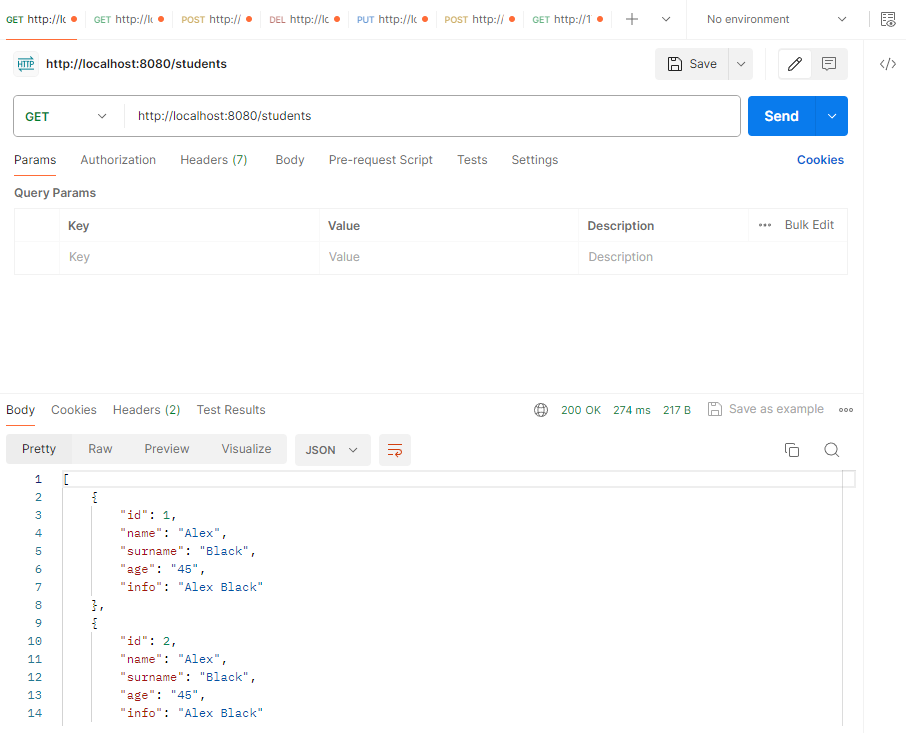 GET http://lo GET http://lo POST http:// DEL http://lo PUT http://lo POST http:// GET http://1 No environment
HTTP http://localhost:8080/students Save
GET http://localhost:8080/students Send
Params Authorization Headers (7) Body Pre-request Script Tests Settings Cookies
Query Params
Key Value Description ••• Bulk Edit
Key Value Description
Body Cookies Headers (2) Test Results 200 OK 274 ms 217 B Save as example
Pretty Raw Preview Visualize JSON
1 [
2 {
3 "id": 1,
4 "name": "Alex",
5 "surname": "Black",
6 "age": "45",
7 "info": "Alex Black"
8 },
9 {
10 "id": 2,
11 "name": "Alex",
12 "surname": "Black",
13 "age": "45",
14 "info": "Alex Black"